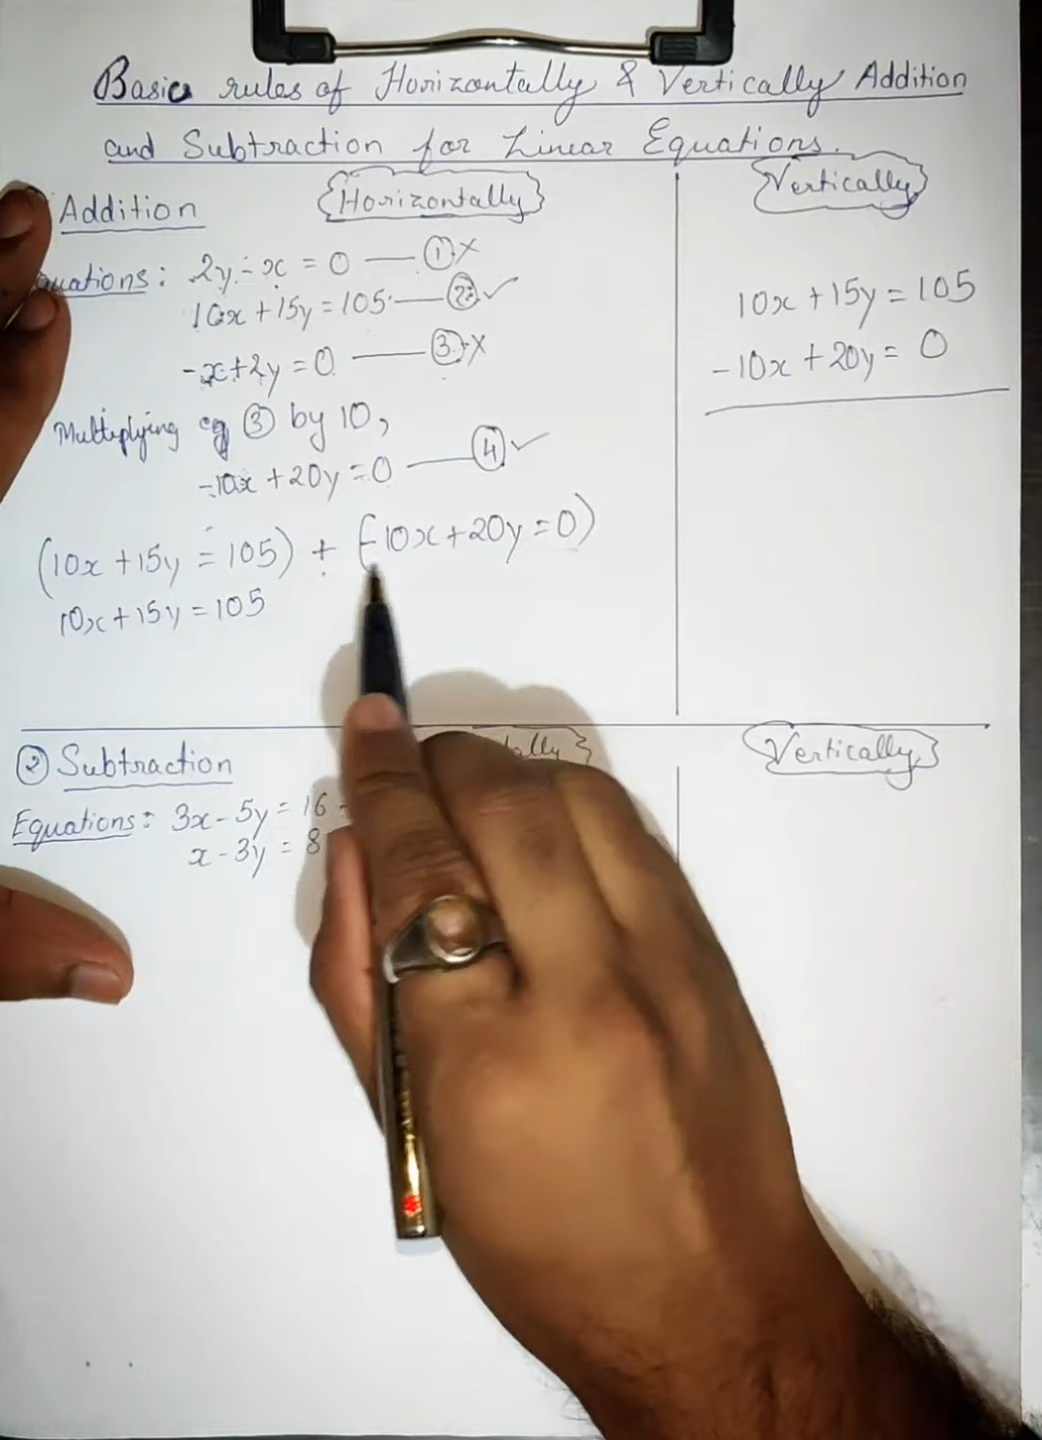 Basic rules of Horizontally & Vertically Addition
and Subtraction for Linear Equations.
Addition
Horizontally
Equations: 2y - x = 0 — ① ×
10x + 15y = 105 — ② ✓
-x + 2y = 0 — ③ ×
Multiplying eq ③ by 10,
-10x + 20y = 0 — ④ ✓
(10x + 15y = 105) + (-10x + 20y = 0)
10x + 15y = 105
Vertically
10x + 15y = 105
-10x + 20y = 0
② Subtraction
Equations: 3x - 5y = 16
x - 3y = 8
Vertically